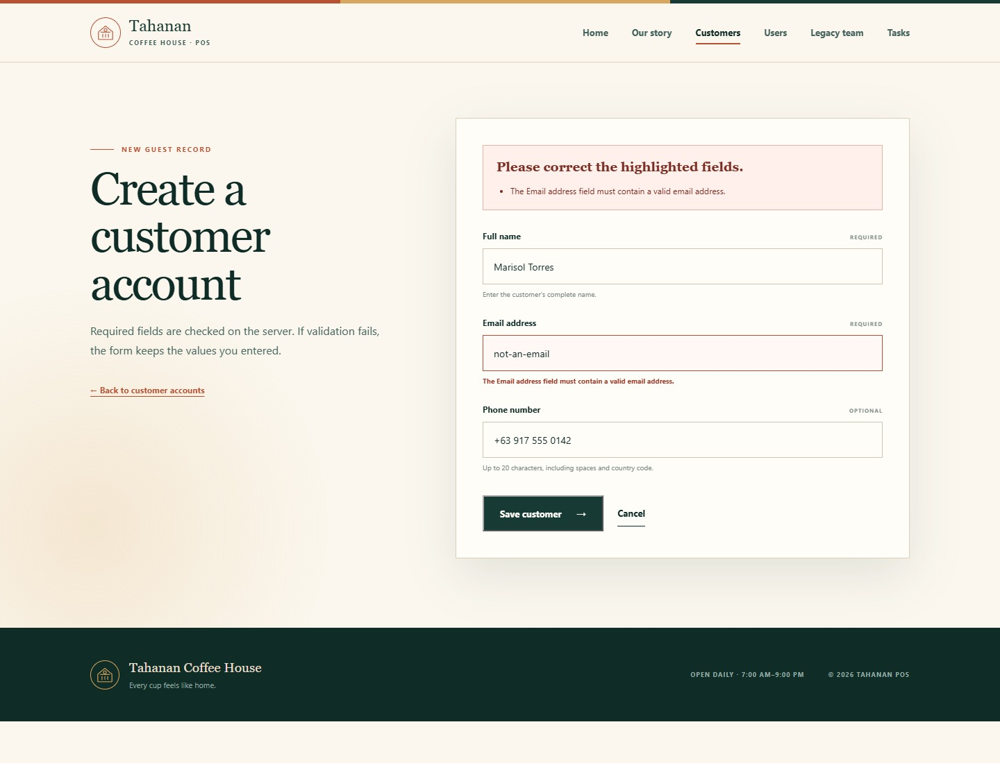 Tahanan
COFFEE HOUSE · POS
Home
Our story
Customers
Users
Legacy team
Tasks
NEW GUEST RECORD
Create a
customer
account
Required fields are checked on the server. If validation fails,
the form keeps the values you entered.
← Back to customer accounts
Please correct the highlighted fields.
• The Email address field must contain a valid email address.
Full name
REQUIRED
Marisol Torres
Enter the customer's complete name.
Email address
REQUIRED
not-an-email
The Email address field must contain a valid email address.
Phone number
OPTIONAL
+63 917 555 0142
Up to 20 characters, including spaces and country code.
Save customer →
Cancel
Tahanan Coffee House
Every cup feels like home.
OPEN DAILY · 7:00 AM–9:00 PM
© 2026 TAHANAN POS